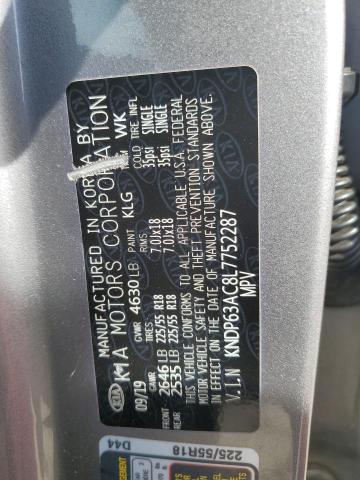 MANUFACTURED IN KOREA BY
KIA MOTORS CORPORATION
09/19 GVWR 4630 LB PAINT KLG TRIM WK
GAWR TIRES RIMS COLD TIRE INFL
FRONT 2646 LB 225/55 R18 7.0JX18 35psi SINGLE
REAR 2535 LB 225/55 R18 7.0JX18 35psi SINGLE
THIS VEHICLE CONFORMS TO ALL APPLICABLE U.S.A. FEDERAL
MOTOR VEHICLE SAFETY AND THEFT PREVENTION STANDARDS
IN EFFECT ON THE DATE OF MANUFACTURE SHOWN ABOVE.
V.I.N KNDP63AC8L7752287
MPV
D44
225/55R18